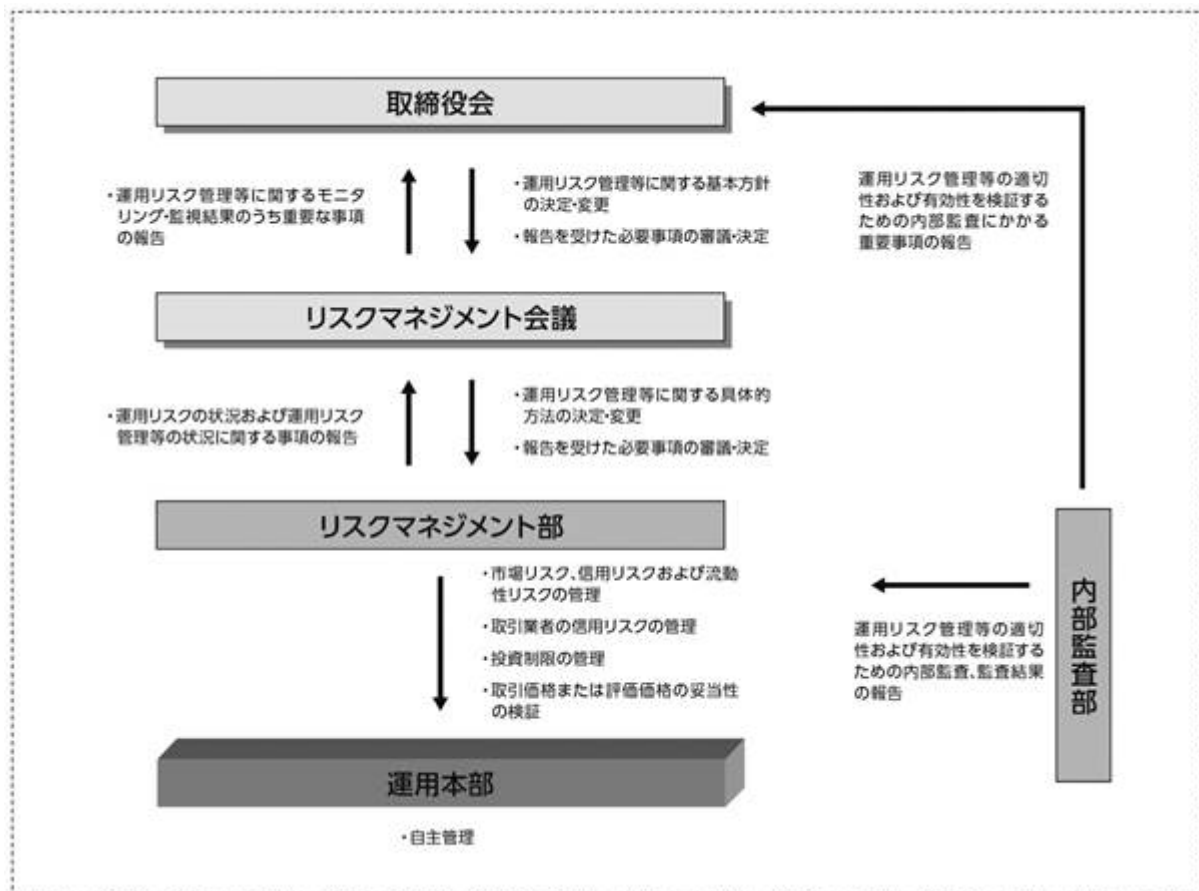 取締役会
・運用リスク管理等に関するモニタ
リング・監視結果のうち重要な事項
の報告
・運用リスク管理等に関する基本方針
の決定・変更
・報告を受けた必要事項の審議・決定
運用リスク管理等の適切
性および有効性を検証する
ための内部監査にかかる
重要事項の報告
リスクマネジメント会議
・運用リスクの状況および運用リスク
管理等の状況に関する事項の報告
・運用リスク管理等に関する具体的
方法の決定・変更
・報告を受けた必要事項の審議・決定
リスクマネジメント部
・市場リスク、信用リスクおよび流動
性リスクの管理
・取引業者の信用リスクの管理
・投資制限の管理
・取引価格または評価価格の妥当性
の検証
運用リスク管理等の適切
性および有効性を検証する
ための内部監査、監査結果
の報告
内部監査部
運用本部
・自主管理